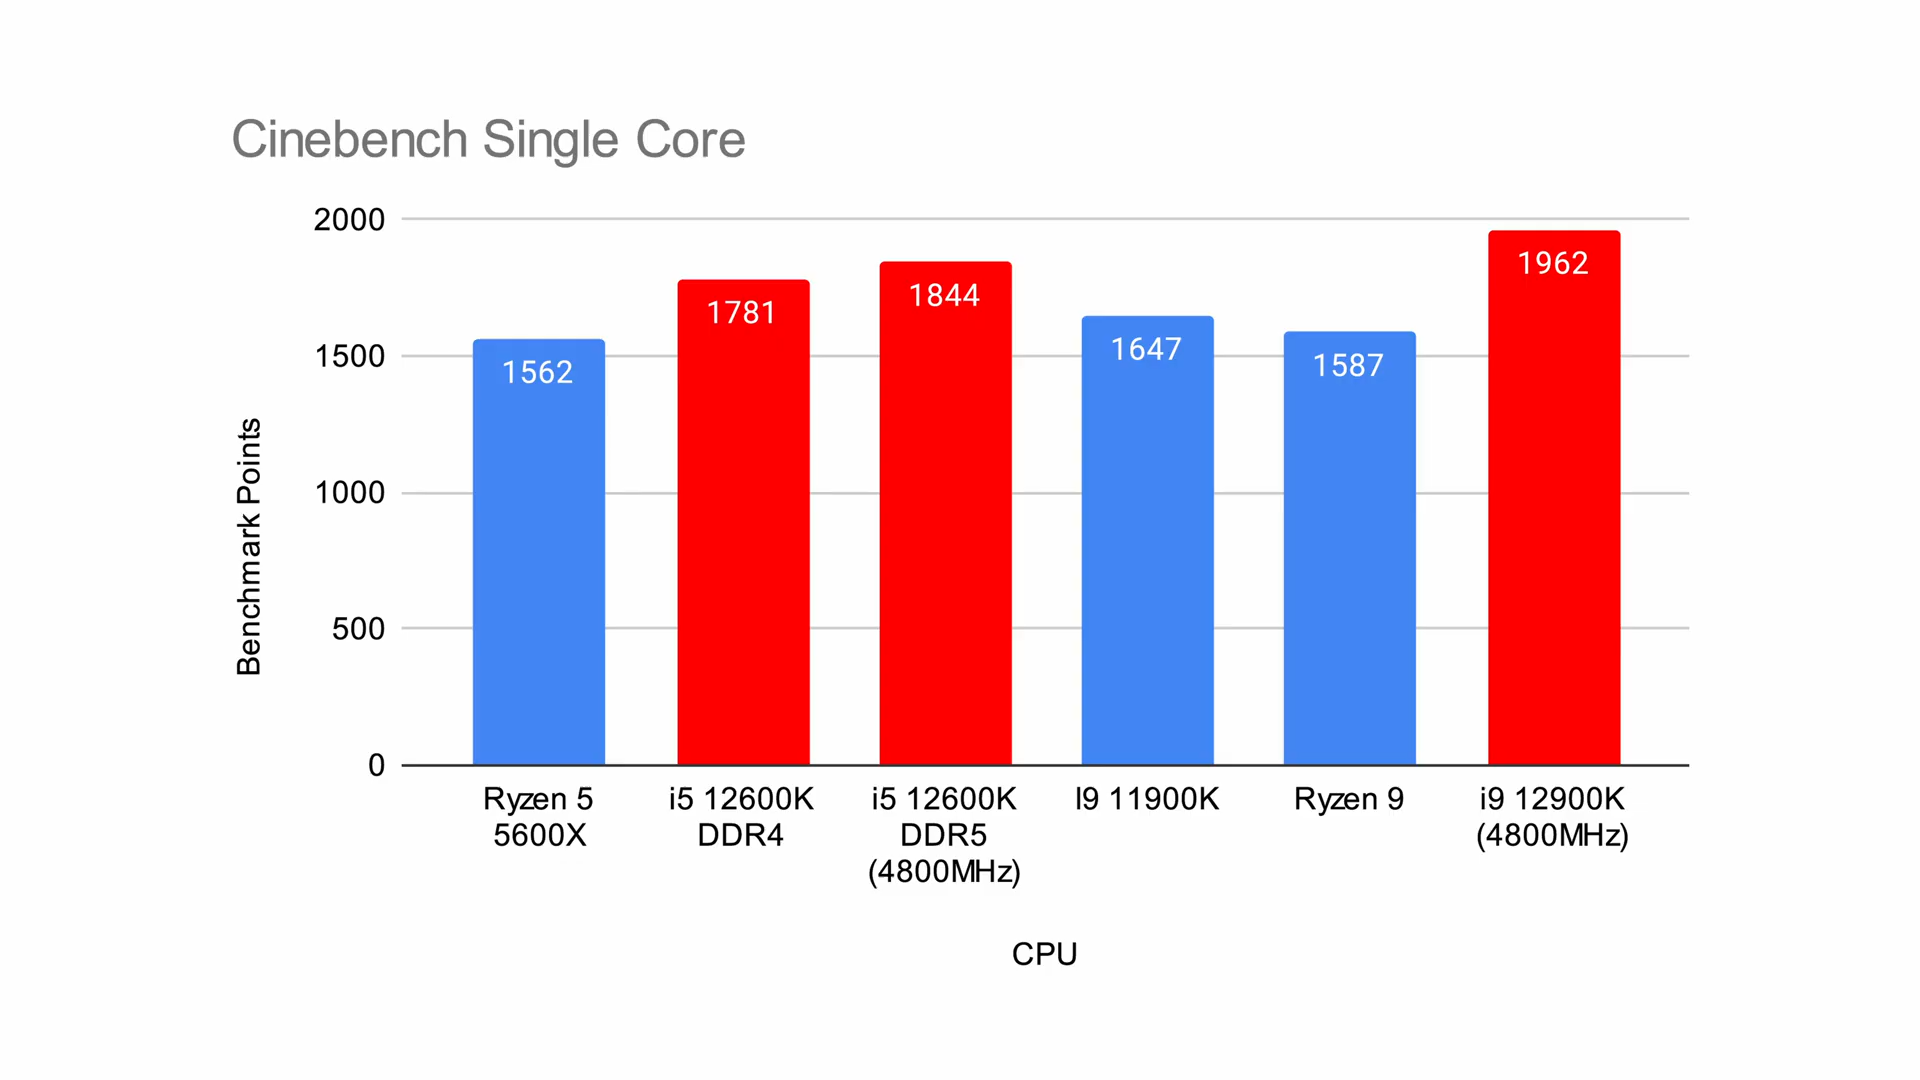 Cinebench Single Core
Benchmark Points
2000
1500
1000
500
0
1562
1781
1844
1647
1587
1962
Ryzen 5
5600X
i5 12600K
DDR4
i5 12600K
DDR5
(4800MHz)
I9 11900K
Ryzen 9
i9 12900K
(4800MHz)
CPU